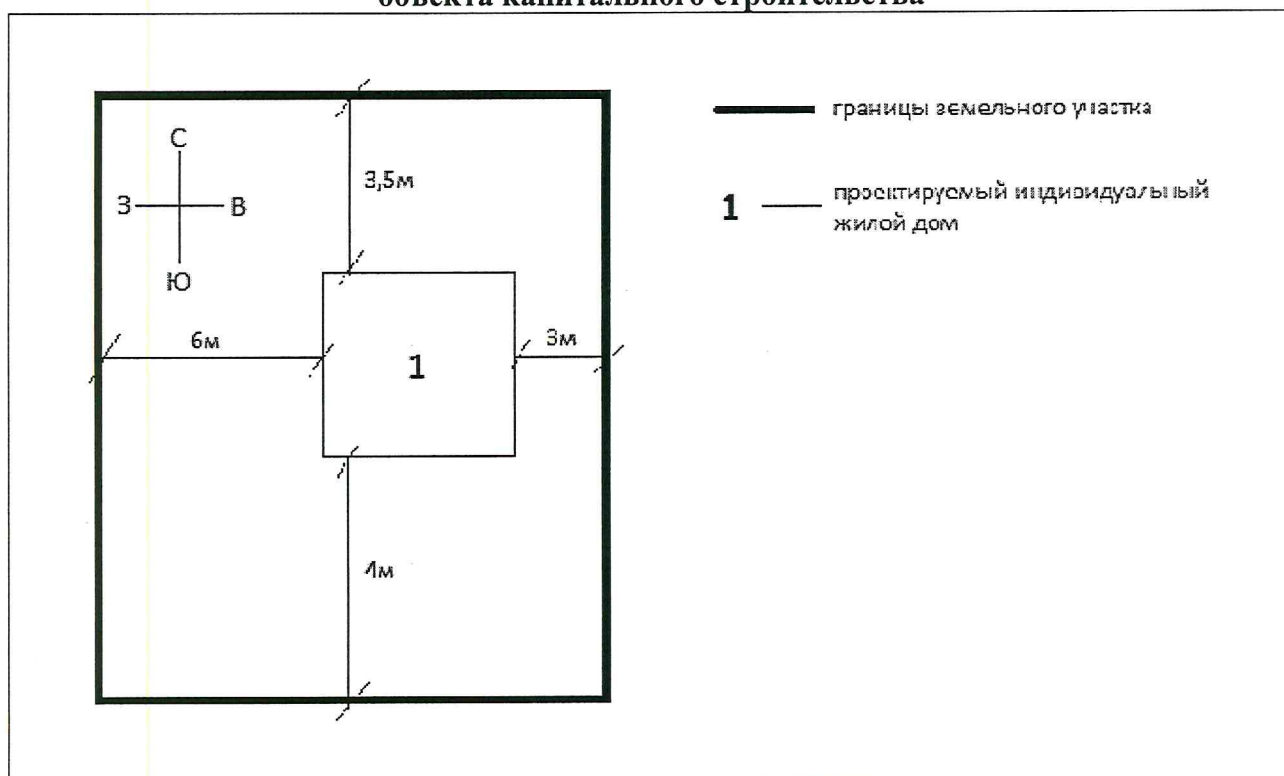 объекта капитального строительства
С
З
В
Ю
3,5м
6м
3м
1
4м
границы земельного участка
1
проектируемый индивидуальный
жилой дом